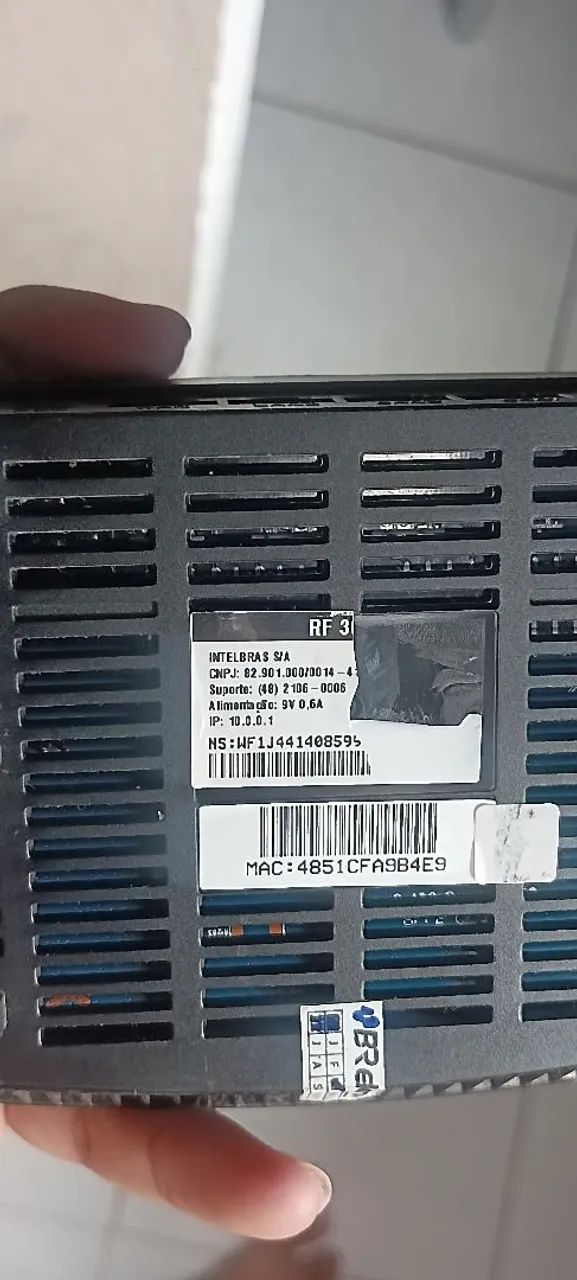 RF 3
INTELBRAS S/A
CNPJ: 82.901.000/0014-4
Suporte: (48) 2106-0006
Alimentação: 9V 0,6A
IP: 10.0.0.1
NS:WF1J441408595
MAC:4851CFA9B4E9
J F
J A S